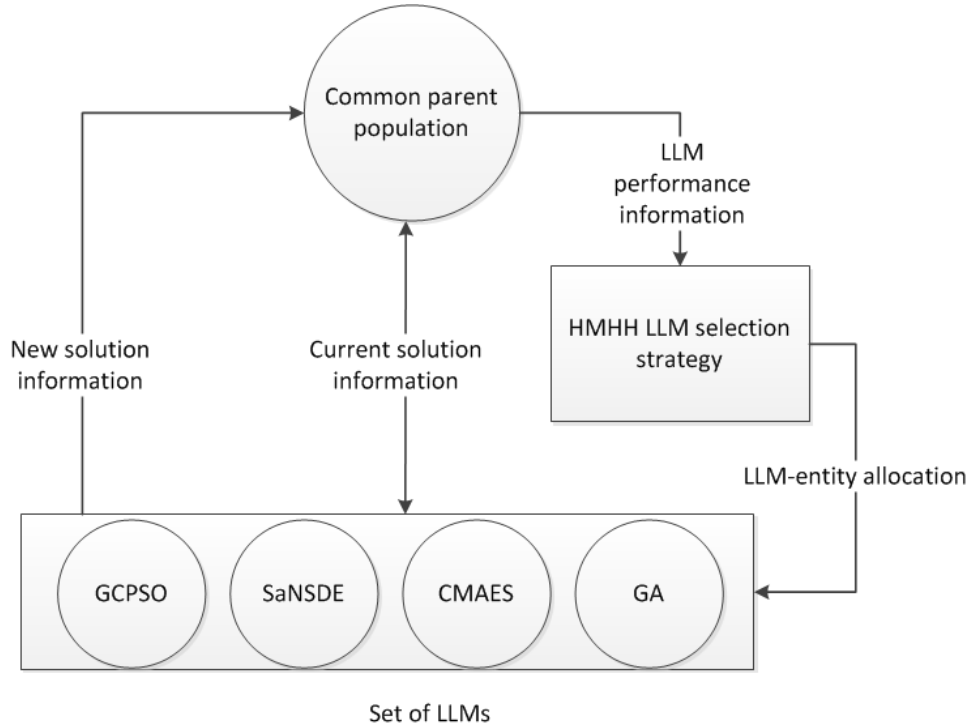 Common parent
population
LLM
performance
information
HMHH LLM selection
strategy
New solution
information
Current solution
information
LLM-entity allocation
GCPSO
SaNSDE
CMAES
GA
Set of LLMs